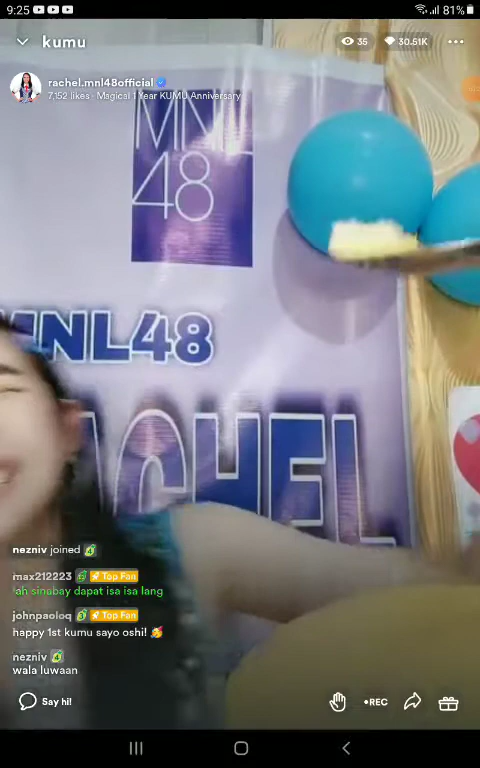 9:25
81%
kumu
35
30.51K
rachel.mnl48official
7,152 likes · Magical 1 Year KUMU Anniversary
MNL
48
MNL48
ACHEL
nezniv joined
max212223 Top Fan
ah sinabay dapat isa isa lang
johnpaoloq Top Fan
happy 1st kumu sayo oshi! 🥳
nezniv
wala luwaan
Say hi!
•REC